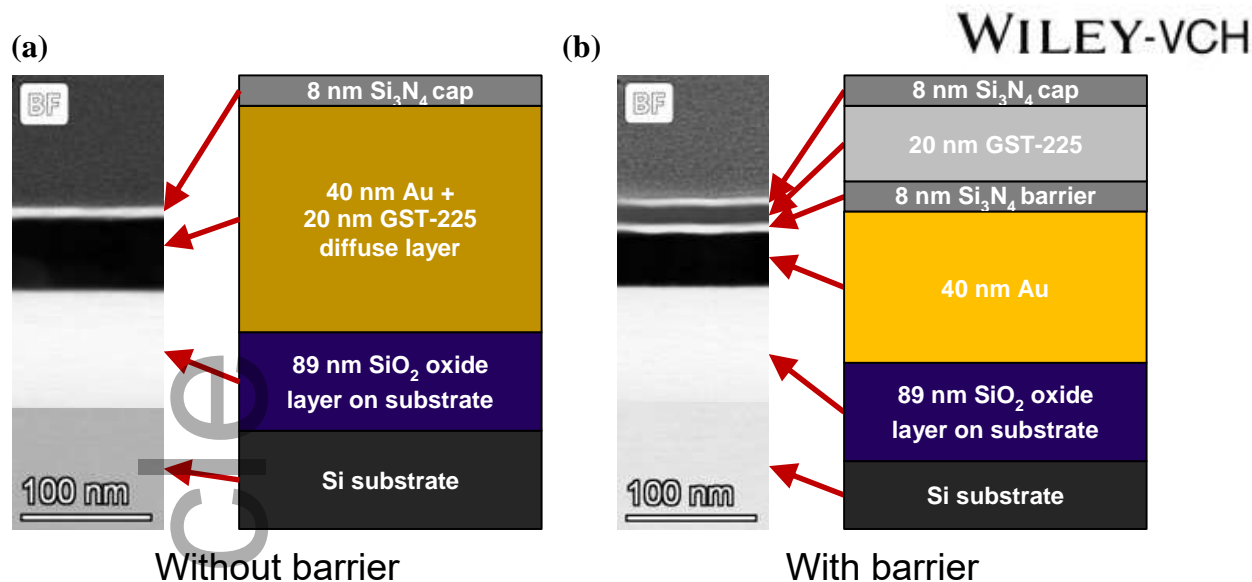 WILEY-VCH
(a)
BF
8 nm Si₃N₄ cap
40 nm Au +
20 nm GST-225
diffuse layer
89 nm SiO₂ oxide
layer on substrate
Si substrate
100 nm
Without barrier
(b)
BF
8 nm Si₃N₄ cap
20 nm GST-225
8 nm Si₃N₄ barrier
40 nm Au
89 nm SiO₂ oxide
layer on substrate
Si substrate
100 nm
With barrier
cle